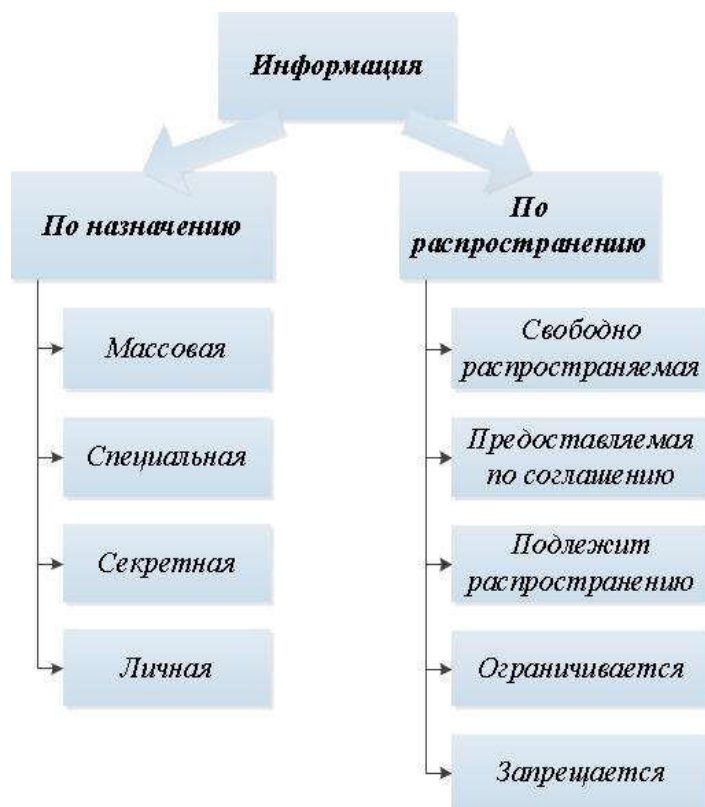 Информация
По назначению
Массовая
Специальная
Секретная
Личная
По
распространению
Свободно
распространяемая
Предоставляемая
по соглашению
Подлежит
распространению
Ограничивается
Запрещается